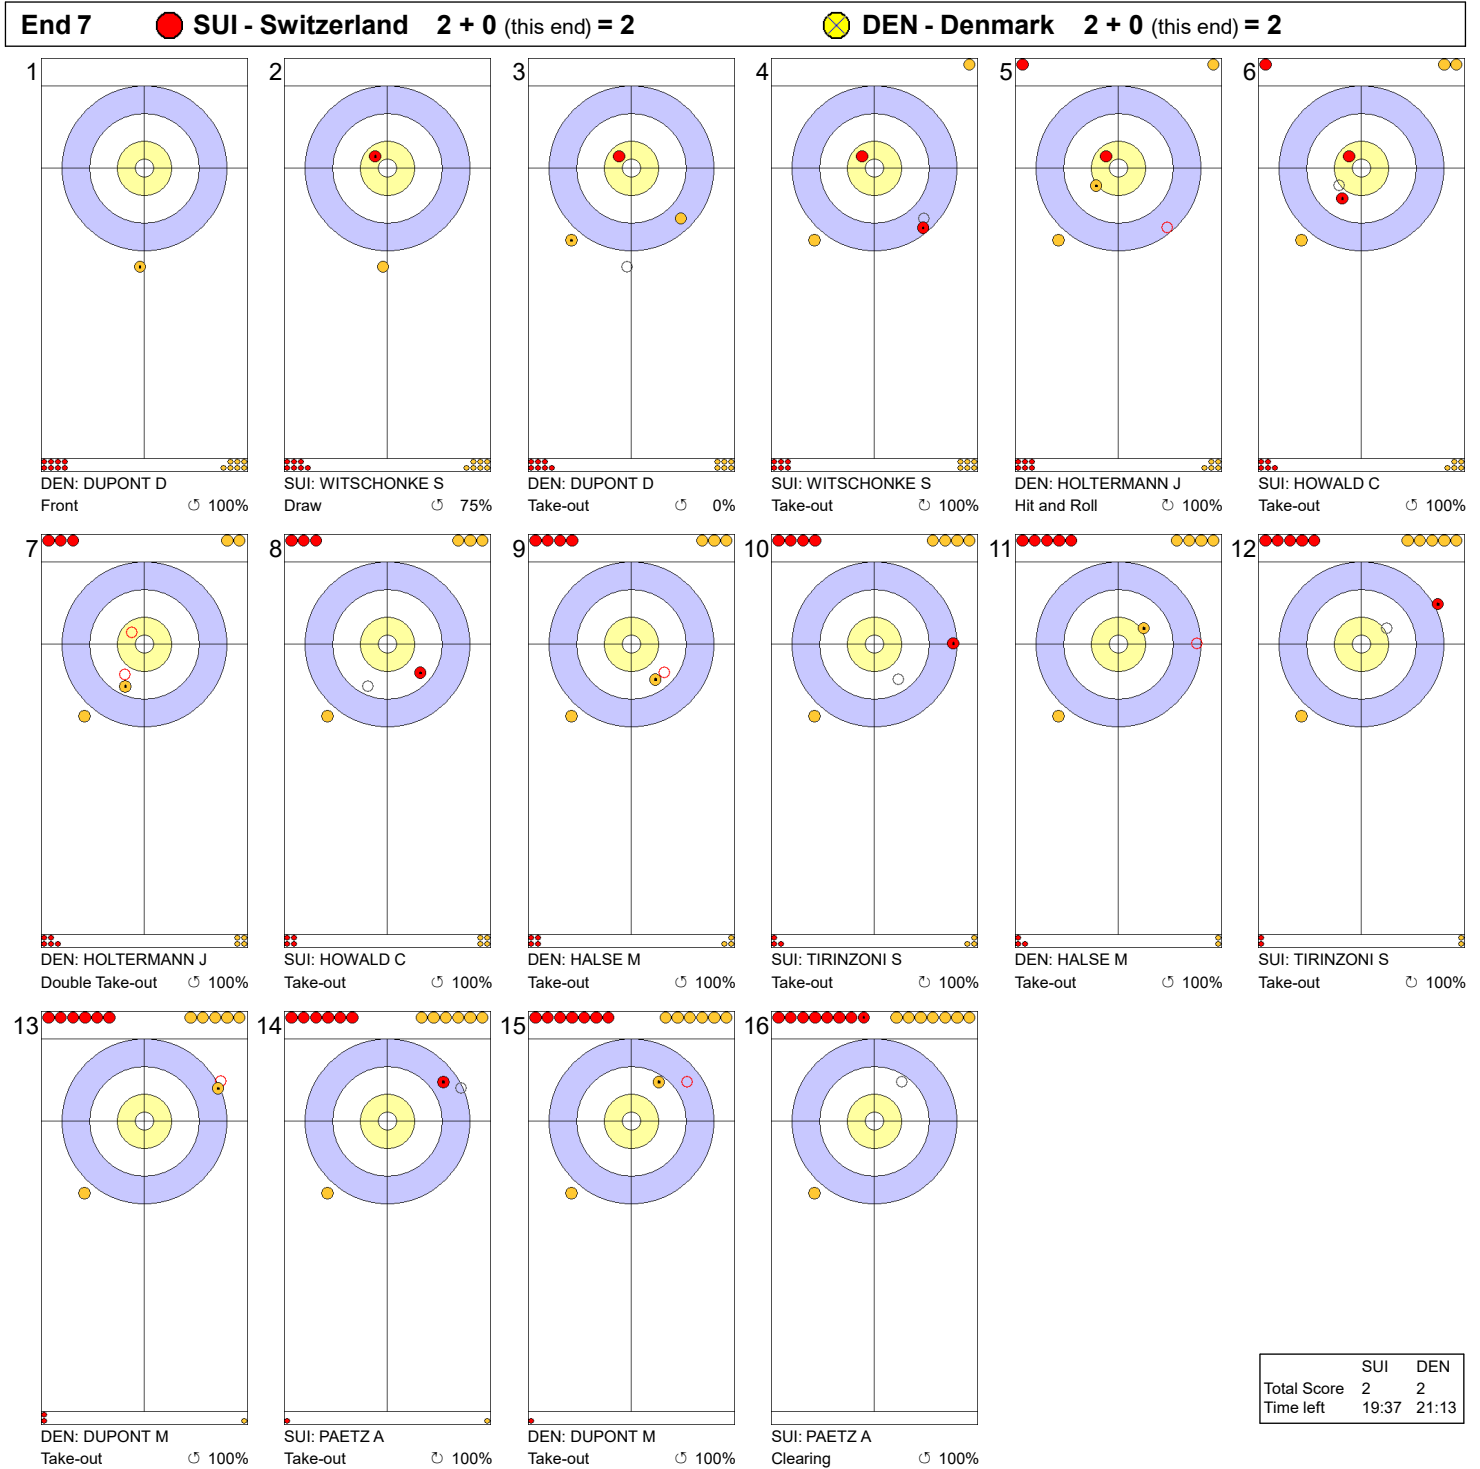 End 7 SUI - Switzerland 2 + 0 (this end) = 2 DEN - Denmark 2 + 0 (this end) = 2
1 2 3 4 5 6
DEN: DUPONT D SUI: WITSCHONKE S DEN: DUPONT D SUI: WITSCHONKE S DEN: HOLTERMANN J SUI: HOWALD C
Front ↺ 100% Draw ↺ 75% Take-out ↺ 0% Take-out ↻ 100% Hit and Roll ↻ 100% Take-out ↺ 100%
7 8 9 10 11 12
DEN: HOLTERMANN J SUI: HOWALD C DEN: HALSE M SUI: TIRINZONI S DEN: HALSE M SUI: TIRINZONI S
Double Take-out ↺ 100% Take-out ↺ 100% Take-out ↺ 100% Take-out ↻ 100% Take-out ↻ 100% Take-out ↻ 100%
13 14 15 16
DEN: DUPONT M SUI: PAETZ A DEN: DUPONT M SUI: PAETZ A
Take-out ↺ 100% Take-out ↻ 100% Take-out ↺ 100% Clearing ↺ 100%
SUI DEN
Total Score 2 2
Time left 19:37 21:13